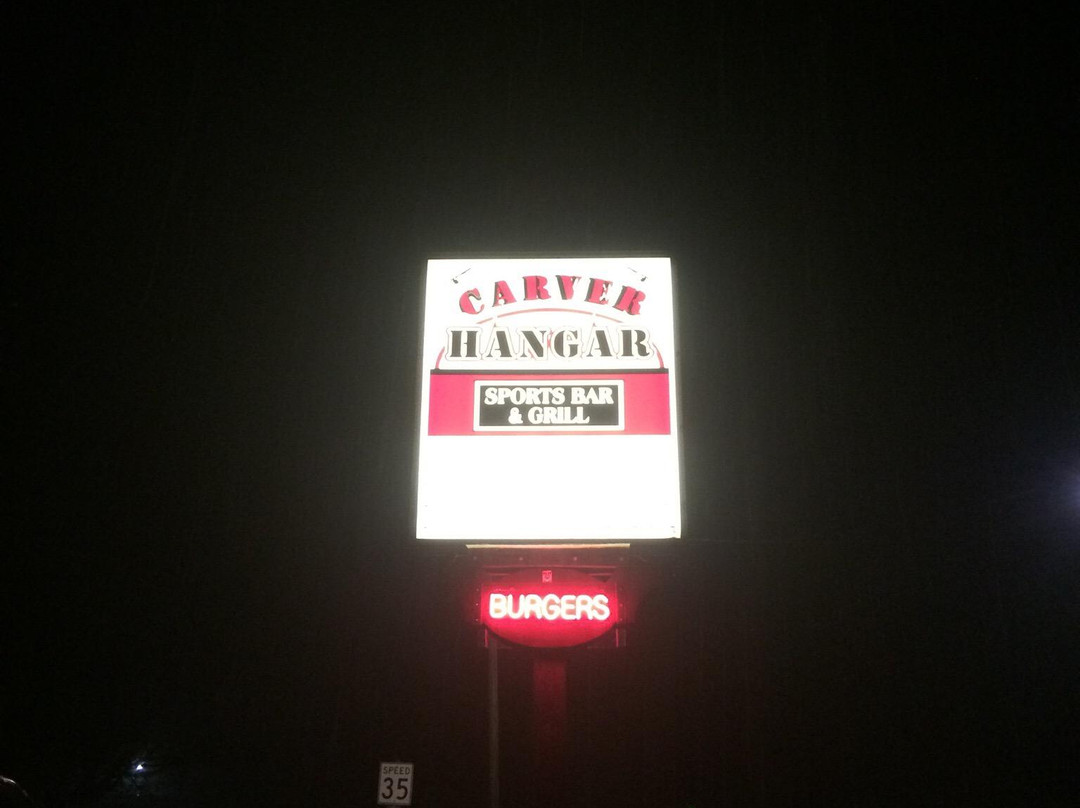 CARVER
HANGAR
SPORTS BAR
& GRILL
BURGERS
SPEED
35